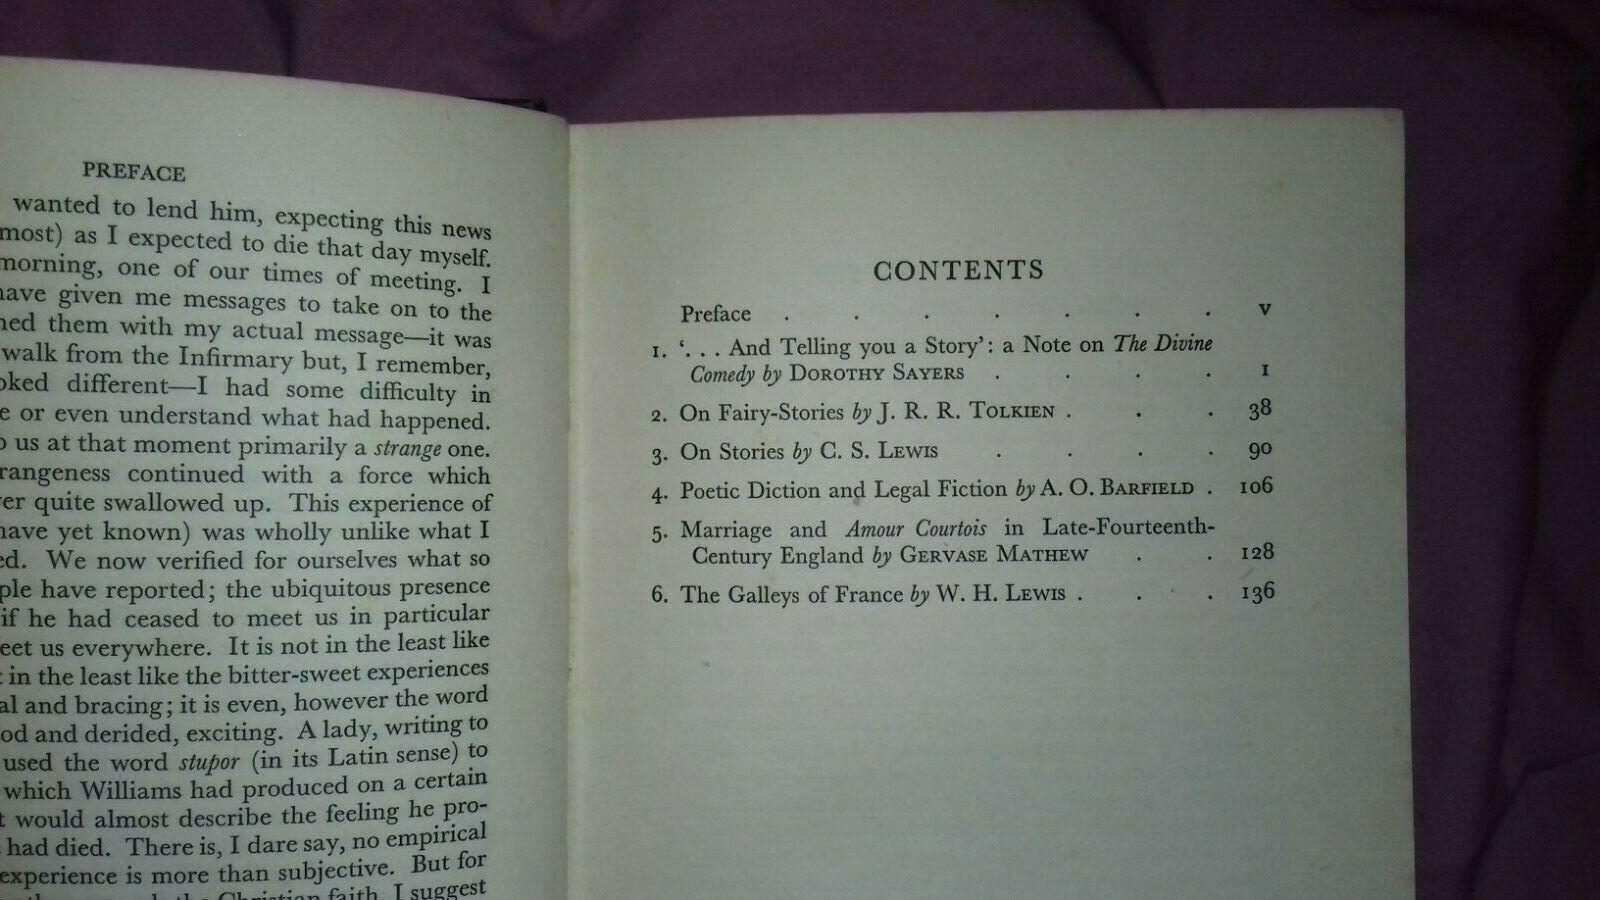 PREFACE
wanted to lend him, expecting this news
most) as I expected to die that day myself.
morning, one of our times of meeting. I
have given me messages to take on to the
them with my actual message—it was
walk from the Infirmary but, I remember,
different—I had some difficulty in
or even understand what had happened.
us at that moment primarily a strange one.
continued with a force which
quite swallowed up. This experience of
have yet known) was wholly unlike what I
We now verified for ourselves what so
have reported; the ubiquitous presence
if he had ceased to meet us in particular
us everywhere. It is not in the least like
in the least like the bitter-sweet experiences
and bracing; it is even, however the word
and derided, exciting. A lady, writing to
used the word stupor (in its Latin sense) to
which Williams had produced on a certain
would almost describe the feeling he pro-
had died. There is, I dare say, no empirical
experience is more than subjective. But for
the Christian faith, I suggest
CONTENTS
Preface . . . . . . . v
1. ‘. . . And Telling you a Story’: a Note on The Divine
Comedy by DOROTHY SAYERS . . . . 1
2. On Fairy-Stories by J. R. R. TOLKIEN . . . 38
3. On Stories by C. S. LEWIS . . . . 90
4. Poetic Diction and Legal Fiction by A. O. BARFIELD . 106
5. Marriage and Amour Courtois in Late-Fourteenth-
Century England by GERVASE MATHEW . . 128
6. The Galleys of France by W. H. LEWIS . . . 136